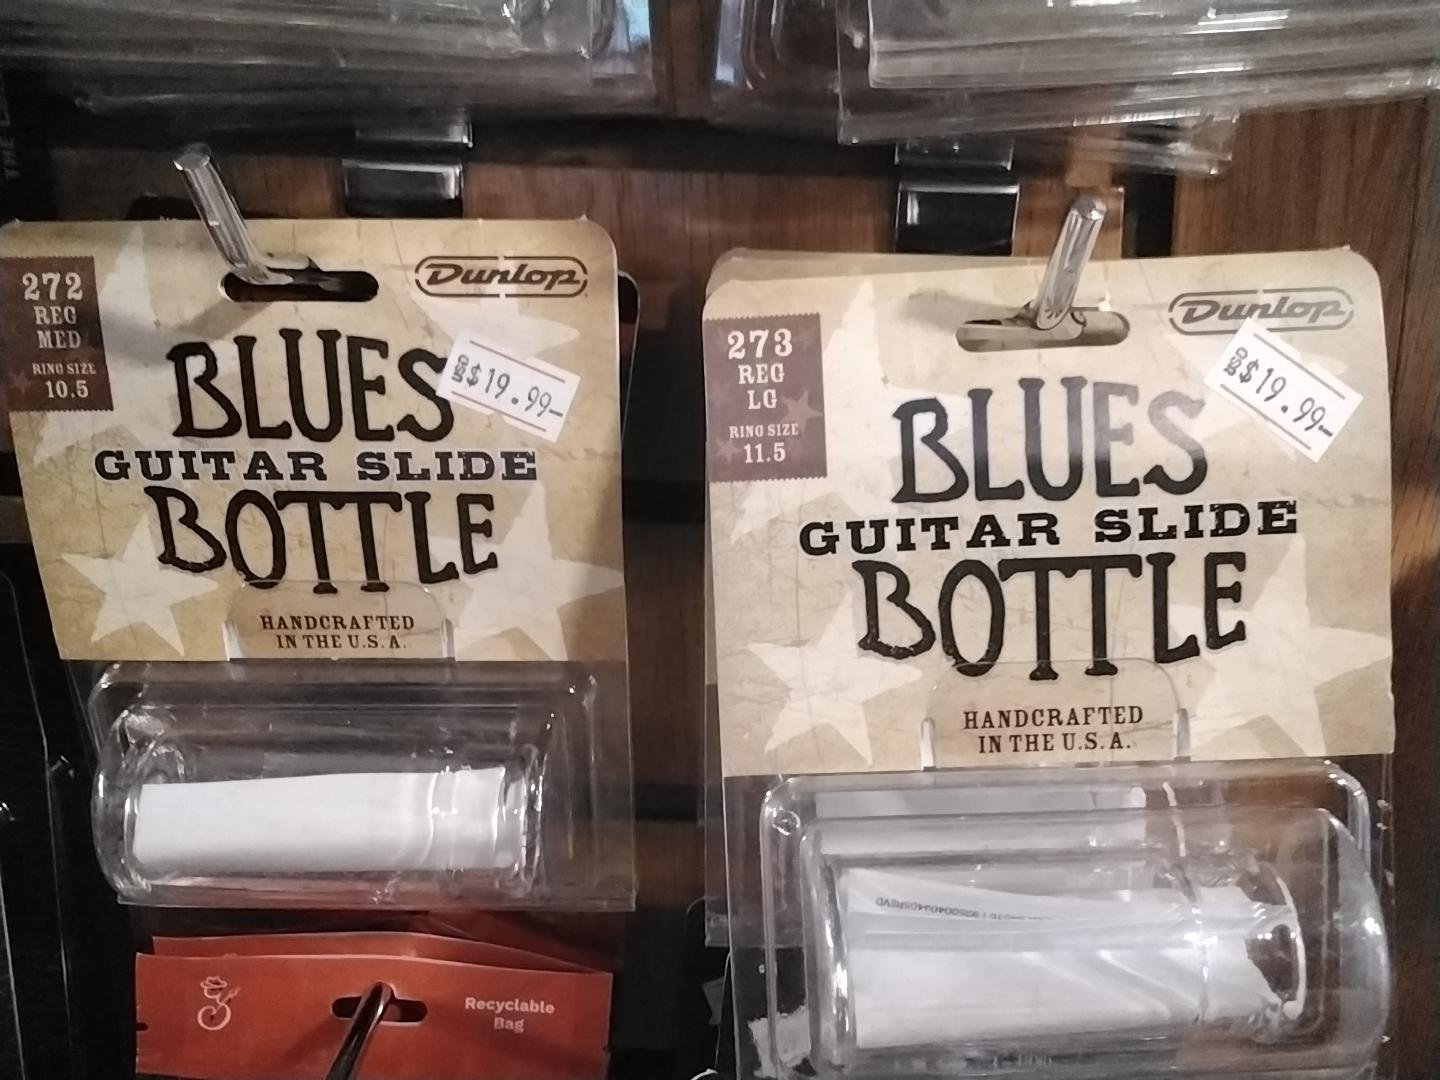 272
REG
MED
RING SIZE
10.5
Dunlop
$19.99
BLUES
GUITAR SLIDE
BOTTLE
HANDCRAFTED
IN THE U.S.A.
273
REG
LG
RING SIZE
11.5
Dunlop
$19.99
BLUES
GUITAR SLIDE
BOTTLE
HANDCRAFTED
IN THE U.S.A.
Recyclable
Bag